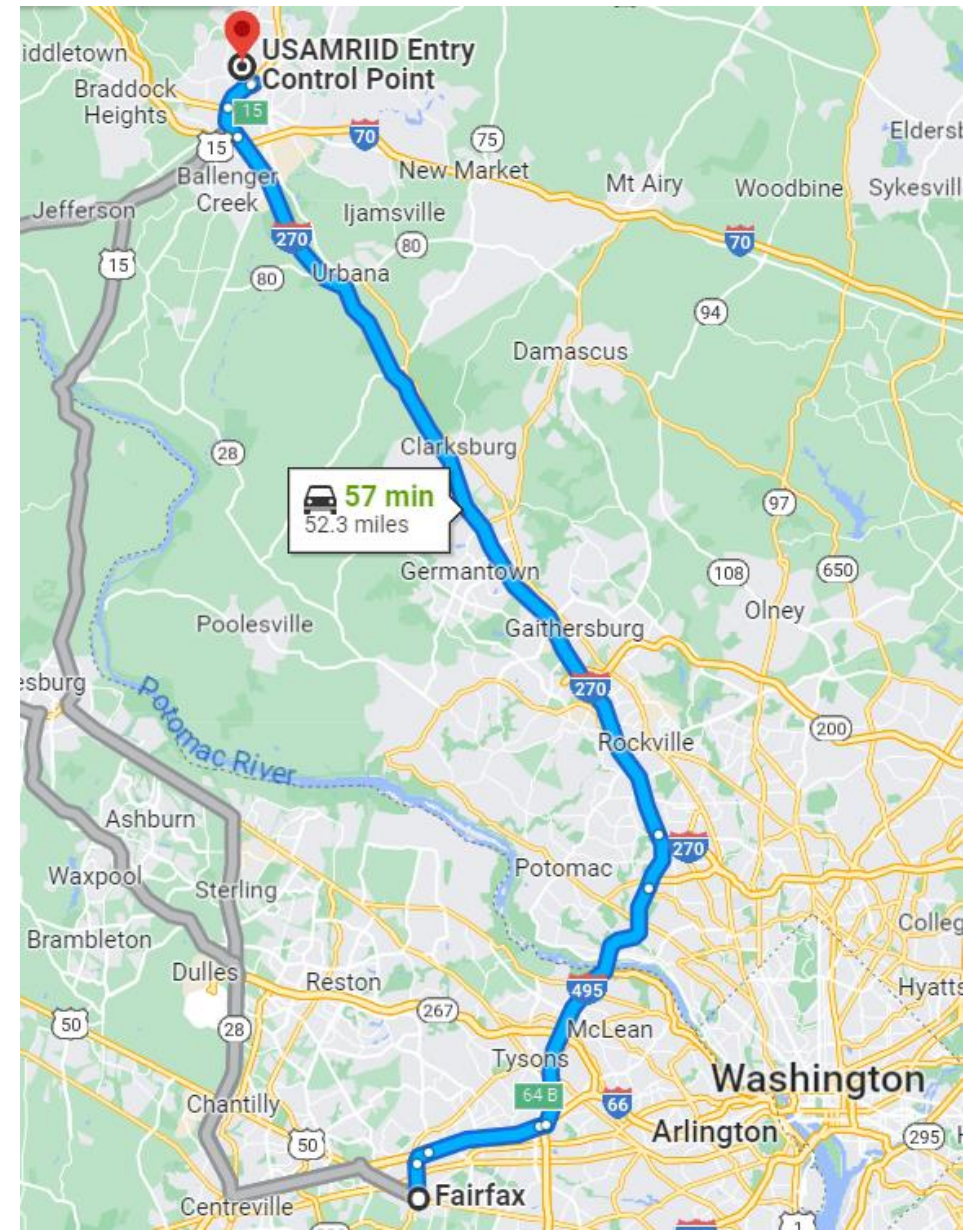 USAMRIID Entry
Control Point
iddletown
Braddock
Heights
15
70
75
Eldersb
15
Ballenger
Creek
New Market
Mt Airy
Woodbine
Sykesvill
Jefferson
Ijamsville
270
80
70
15
80
Urbana
94
Damascus
Clarksburg
28
57 min
52.3 miles
97
Germantown
108
650
Olney
Poolesville
Gaithersburg
esburg
270
Potomac River
Rockville
200
Ashburn
270
Waxpool
Sterling
Potomac
Brambleton
Colleg
Dulles
Reston
495
Hyatts
50
28
267
McLean
Tysons
64 B
66
Washington
Chantilly
50
Arlington
295
H
Centreville
Fairfax
1